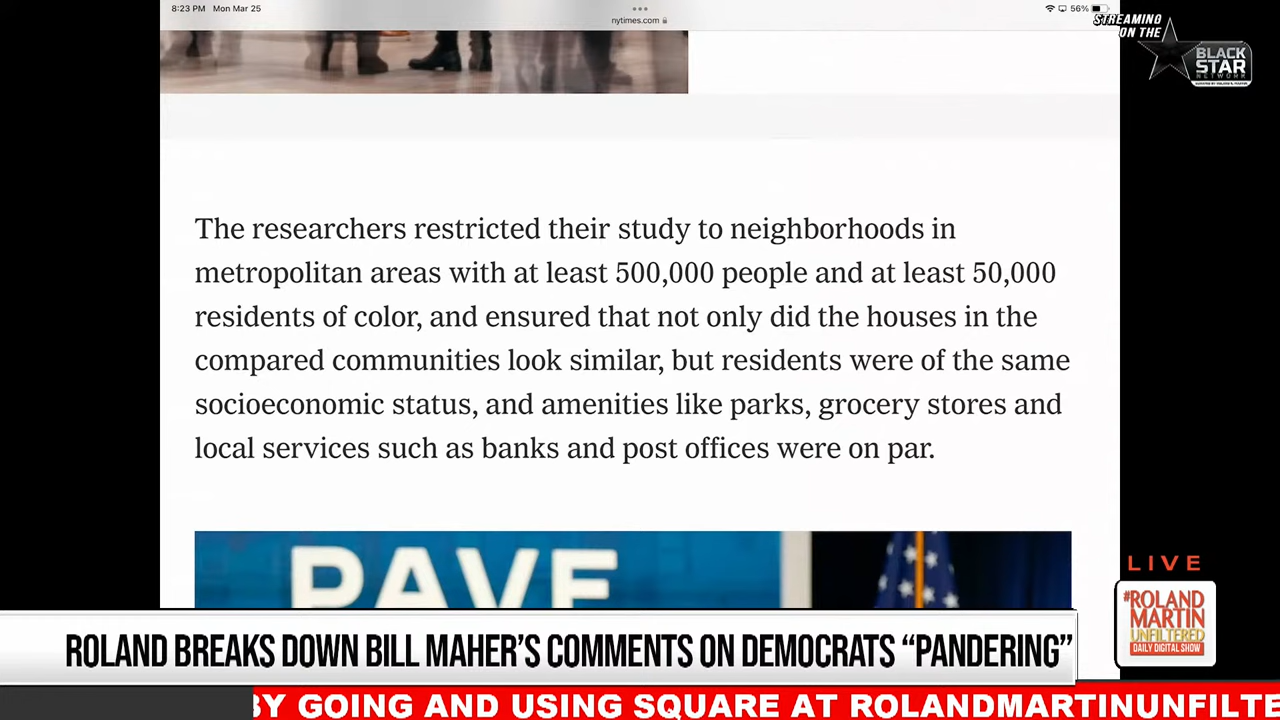 8:23 PM Mon Mar 25
nytimes.com
56%
STREAMING
ON THE
BLACK
STAR
NETWORK
The researchers restricted their study to neighborhoods in
metropolitan areas with at least 500,000 people and at least 50,000
residents of color, and ensured that not only did the houses in the
compared communities look similar, but residents were of the same
socioeconomic status, and amenities like parks, grocery stores and
local services such as banks and post offices were on par.
PAVE
LIVE
#ROLAND
MARTIN
UNFILTERED
DAILY DIGITAL SHOW
ROLAND BREAKS DOWN BILL MAHER'S COMMENTS ON DEMOCRATS “PANDERING”
BY GOING AND USING SQUARE AT ROLANDMARTINUNFILTE